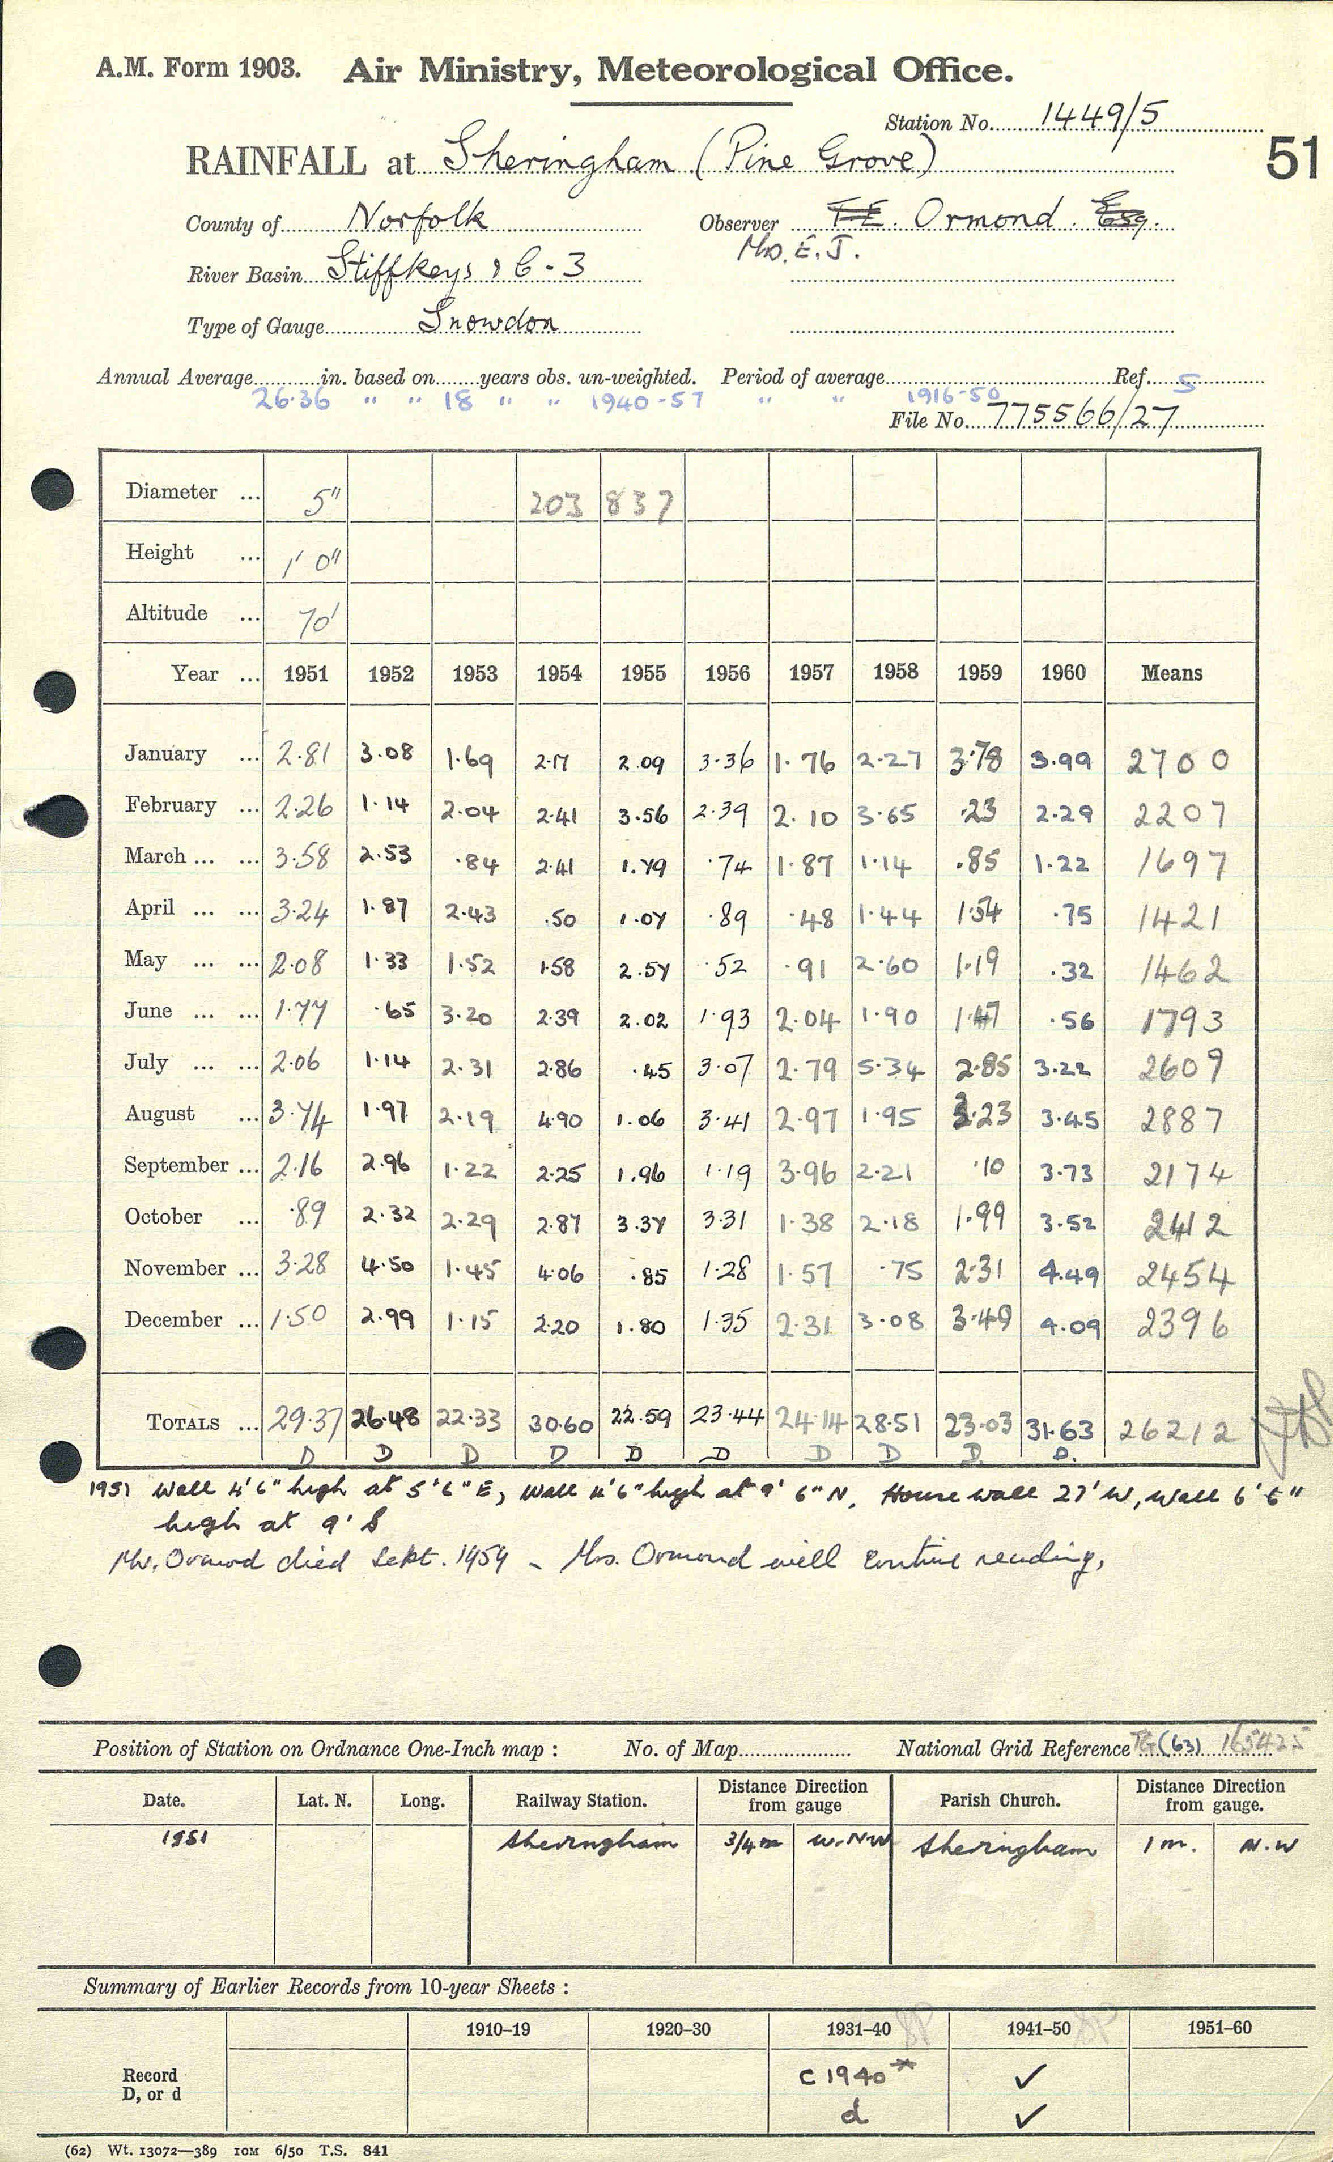 A.M. Form 1903. Air Ministry, Meteorological Office.
Station No. 1449/5
RAINFALL at Sheringham (Pine Grove) 51
County of Norfolk Observer F.E. Ormond. Esq.
Mrs. E. J.
River Basin Stiffkey &c - 3
Type of Gauge Snowdon
Annual Average in. based on years obs. un-weighted. Period of average Ref. 5
26.36 " " 18 " " 1940-57 " " 1916-50
File No. 775566/27
Diameter ... 5" 203 837
Height ... 1' 0"
Altitude ... 70'
Year ... 1951 1952 1953 1954 1955 1956 1957 1958 1959 1960 Means
January ... 2.81 3.08 1.69 2.17 2.09 3.36 1.76 2.27 3.78 3.99 2700
February ... 2.26 1.14 2.04 2.41 3.56 2.39 2.10 3.65 .23 2.29 2207
March ... ... 3.58 2.53 .84 2.41 1.79 .74 1.87 1.14 .85 1.22 1697
April ... ... 3.24 1.87 2.43 .50 1.07 .89 .48 1.44 1.54 .75 1421
May ... ... 2.08 1.33 1.52 1.58 2.57 .52 .91 2.60 1.19 .32 1462
June ... ... 1.77 .65 3.20 2.39 2.02 1.93 2.04 1.90 1.47 .56 1793
July ... ... 2.06 1.14 2.31 2.86 .45 3.07 2.79 5.34 2.85 3.22 2609
August ... 3.74 1.97 2.19 4.90 1.06 3.41 2.97 1.95 3.23 3.45 2887
September ... 2.16 2.96 1.22 2.25 1.96 1.19 3.96 2.21 .10 3.73 2174
October ... .89 2.32 2.29 2.87 3.37 3.31 1.38 2.18 1.99 3.52 2412
November ... 3.28 4.50 1.45 4.06 .85 1.28 1.57 .75 2.31 4.49 2454
December ... 1.50 2.99 1.15 2.20 1.80 1.35 2.31 3.08 3.49 4.09 2396
TOTALS ... 29.37 26.48 22.33 30.60 22.59 23.44 24.14 28.51 23.03 31.63 26212
D D D D D D D D D. D.
1951 Wall 4'6" high at 5'6" E, Wall 4'6" high at 9' 6" N, House wall 27' W, Wall 6'6"
high at 9' S
Mr. Ormond died Sept. 1959 - Mrs. Ormond will continue reading,
Position of Station on Ordnance One-Inch map : No. of Map National Grid Reference TG (63) 165425
Date. Lat. N. Long. Railway Station. Distance from gauge Direction Parish Church. Distance from gauge. Direction
1951 Sheringham 3/4 m W.NW Sheringham 1 m. N.W
Summary of Earlier Records from 10-year Sheets :
1910–19 1920–30 1931–40 1941–50 1951–60
Record C 1940* ✓
D, or d d ✓
(62) Wt. 13072—389 10M 6/50 T.S. 841